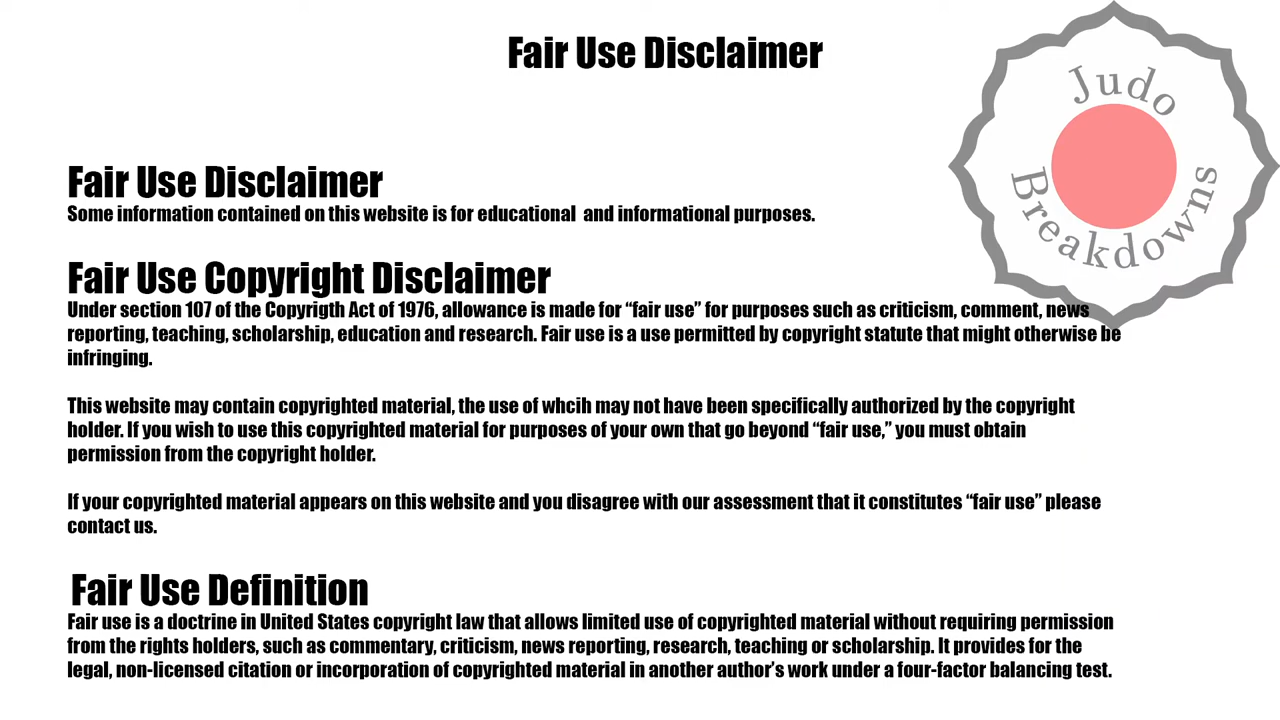 Fair Use Disclaimer
Judo
Breakdowns
Fair Use Disclaimer
Some information contained on this website is for educational  and informational purposes.
Fair Use Copyright Disclaimer
Under section 107 of the Copyrigth Act of 1976, allowance is made for “fair use” for purposes such as criticism, comment, news
reporting, teaching, scholarship, education and research. Fair use is a use permitted by copyright statute that might otherwise be
infringing.
This website may contain copyrighted material, the use of whcih may not have been specifically authorized by the copyright
holder. If you wish to use this copyrighted material for purposes of your own that go beyond “fair use,” you must obtain
permission from the copyright holder.
If your copyrighted material appears on this website and you disagree with our assessment that it constitutes “fair use” please
contact us.
Fair Use Definition
Fair use is a doctrine in United States copyright law that allows limited use of copyrighted material without requiring permission
from the rights holders, such as commentary, criticism, news reporting, research, teaching or scholarship. It provides for the
legal, non-licensed citation or incorporation of copyrighted material in another author’s work under a four-factor balancing test.